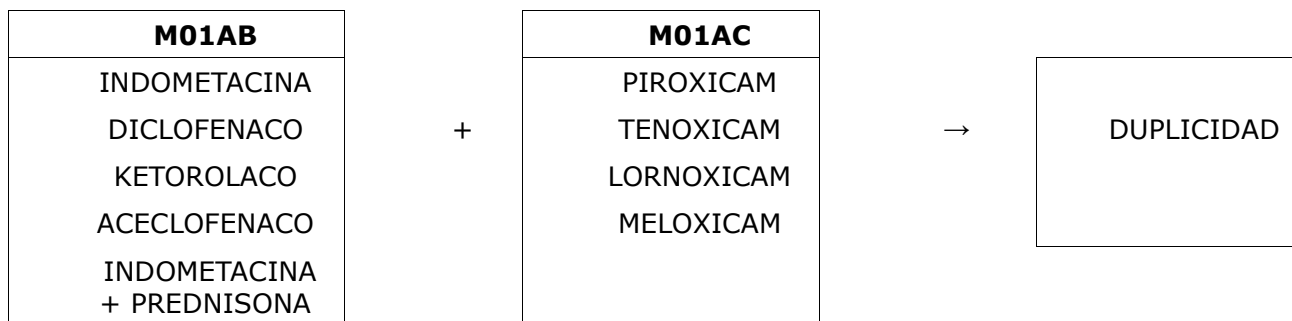 M01AB
INDOMETACINA
DICLOFENACO
KETOROLACO
ACECLOFENACO
INDOMETACINA
+ PREDNISONA
+
M01AC
PIROXICAM
TENOXICAM
LORNOXICAM
MELOXICAM
→
DUPLICIDAD